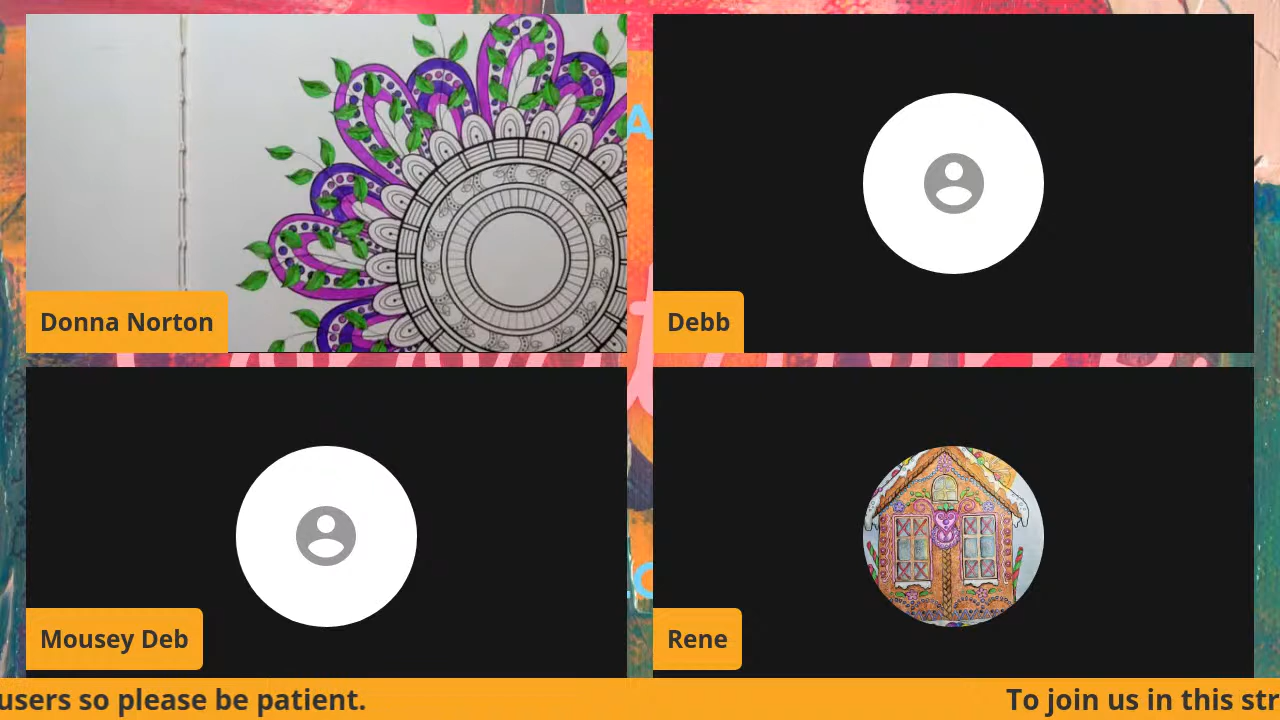 Donna Norton
Debb
Mousey Deb
Rene
users so please be patient.
To join us in this str